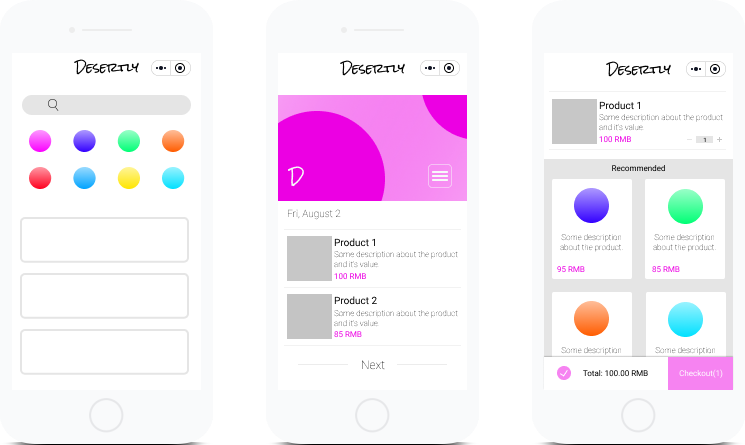 Desertly
Desertly
D
Fri, August 2
Product 1
Some description about the product
and it's value
100 RMB
Product 2
Some description about the product
and it's value.
85 RMB
Next
Desertly
Product 1
Some description about the product
and it's value.
100 RMB
− 1 +
Recommended
Some description
about the product.
95 RMB
Some description
about the product.
85 RMB
Some description
Some description
Total: 100.00 RMB
Checkout(1)